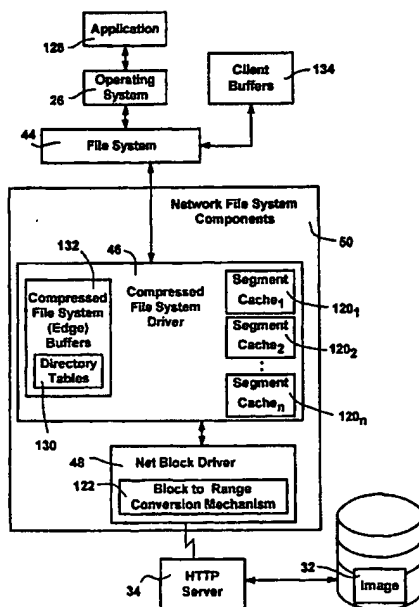 Application
128
Operating
System
26
Client
Buffers
134
File System
44
Network File System
Components
50
46
132
Compressed
File System
(Edge)
Buffers
Directory
Tables
130
Compressed
File System
Driver
Segment
Cache1
1201
Segment
Cache2
1202
Segment
Cachen
120n
48
Net Block Driver
122
Block to Range
Conversion Mechanism
34
HTTP
Server
32
Image